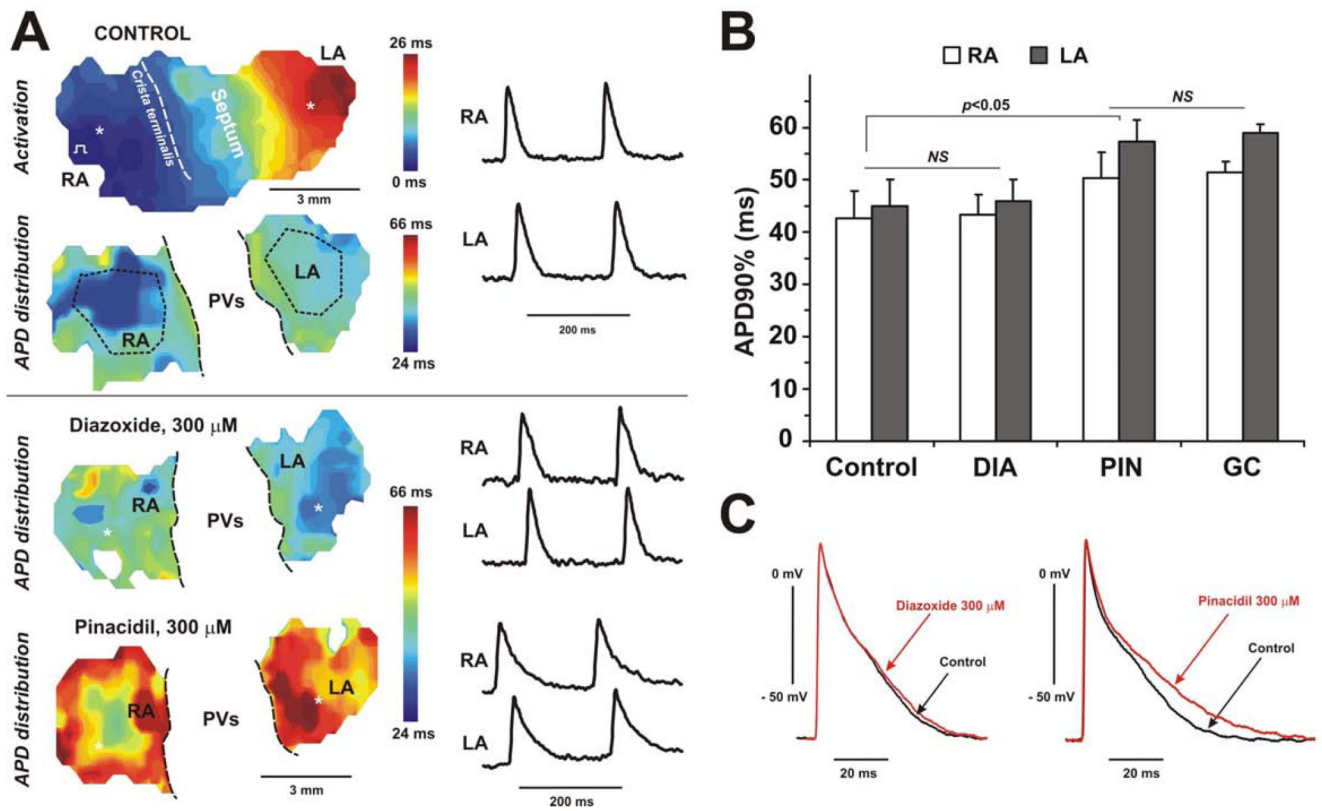 A
CONTROL
Activation
LA
RA
Crista terminalis
Septum
*
*
3 mm
26 ms
0 ms
RA
LA
200 ms
APD distribution
RA
PVs
LA
66 ms
24 ms
Diazoxide, 300 μM
APD distribution
RA
PVs
LA
*
*
RA
LA
66 ms
24 ms
Pinacidil, 300 μM
APD distribution
RA
PVs
LA
*
*
3 mm
RA
LA
200 ms
B
RA
LA
APD90% (ms)
60
50
40
30
20
10
0
NS
p<0.05
NS
Control
DIA
PIN
GC
C
0 mV
- 50 mV
Diazoxide 300 μM
Control
20 ms
0 mV
- 50 mV
Pinacidil 300 μM
Control
20 ms